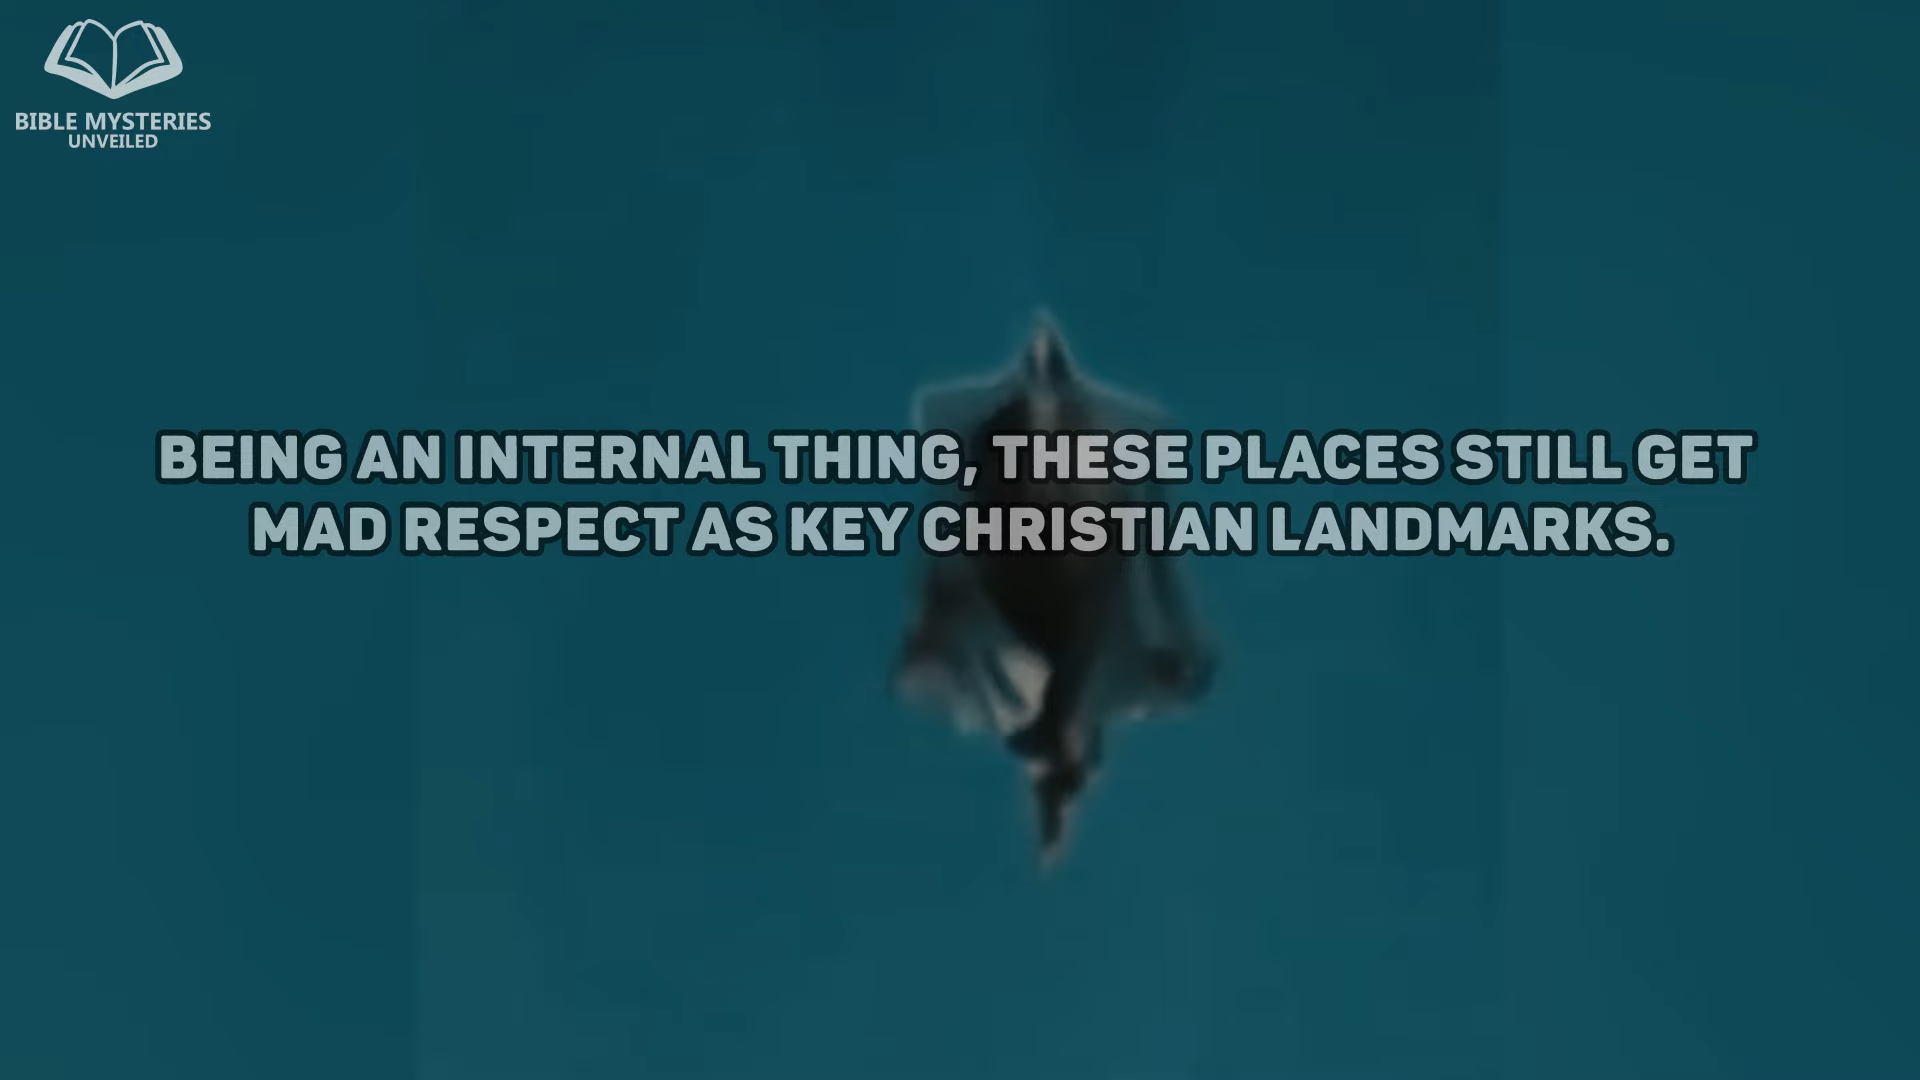 BIBLE MYSTERIES
UNVEILED
BEING AN INTERNAL THING, THESE PLACES STILL GET
MAD RESPECT AS KEY CHRISTIAN LANDMARKS.